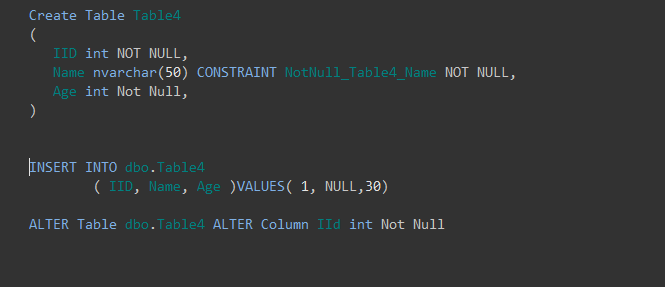 Create Table Table4
(
IID int NOT NULL,
Name nvarchar(50) CONSTRAINT NotNull_Table4_Name NOT NULL,
Age int Not Null,
)
INSERT INTO dbo.Table4
( IID, Name, Age )VALUES( 1, NULL,30)
ALTER Table dbo.Table4 ALTER Column IId int Not Null